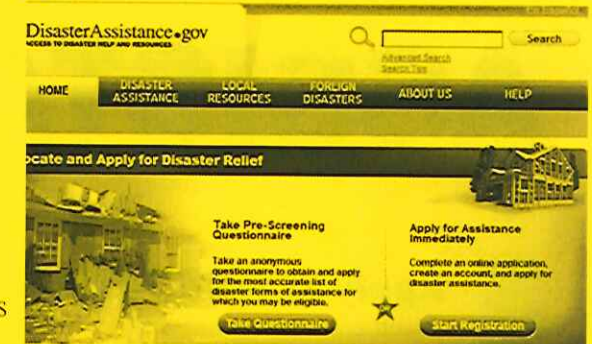 DisasterAssistance.gov
ACCESS TO DISASTER HELP AND RESOURCES
Search
Advanced Search
Search Tips
HOME
DISASTER ASSISTANCE
LOCAL RESOURCES
FOREIGN DISASTERS
ABOUT US
HELP
ocate and Apply for Disaster Relief
Take Pre-Screening
Questionnaire
Take an anonymous
questionnaire to obtain and apply
for the most accurate list of
disaster forms of assistance for
which you may be eligible.
Take Questionnaire
Apply for Assistance
Immediately
Complete an online application,
create an account, and apply for
disaster assistance.
Start Registration
S